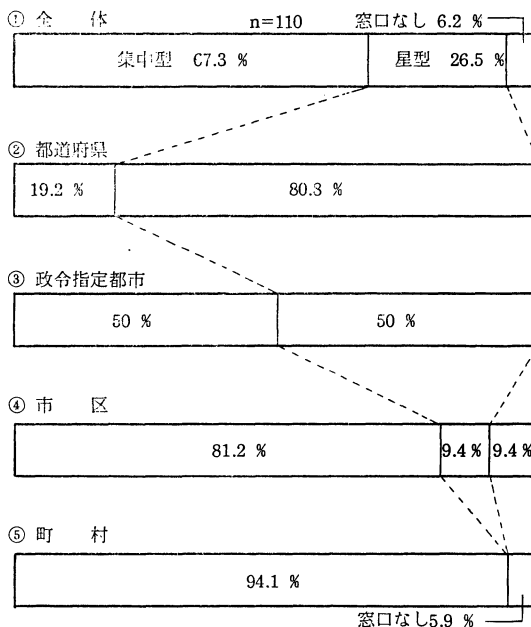 ① 全 体 n=110 窓口なし 6.2 %
集中型 67.3 % 星型 26.5 %
② 都道府県
19.2 % 80.3 %
③ 政令指定都市
50 % 50 %
④ 市 区
81.2 % 9.4 % 9.4 %
⑤ 町 村
94.1 %
窓口なし5.9 %